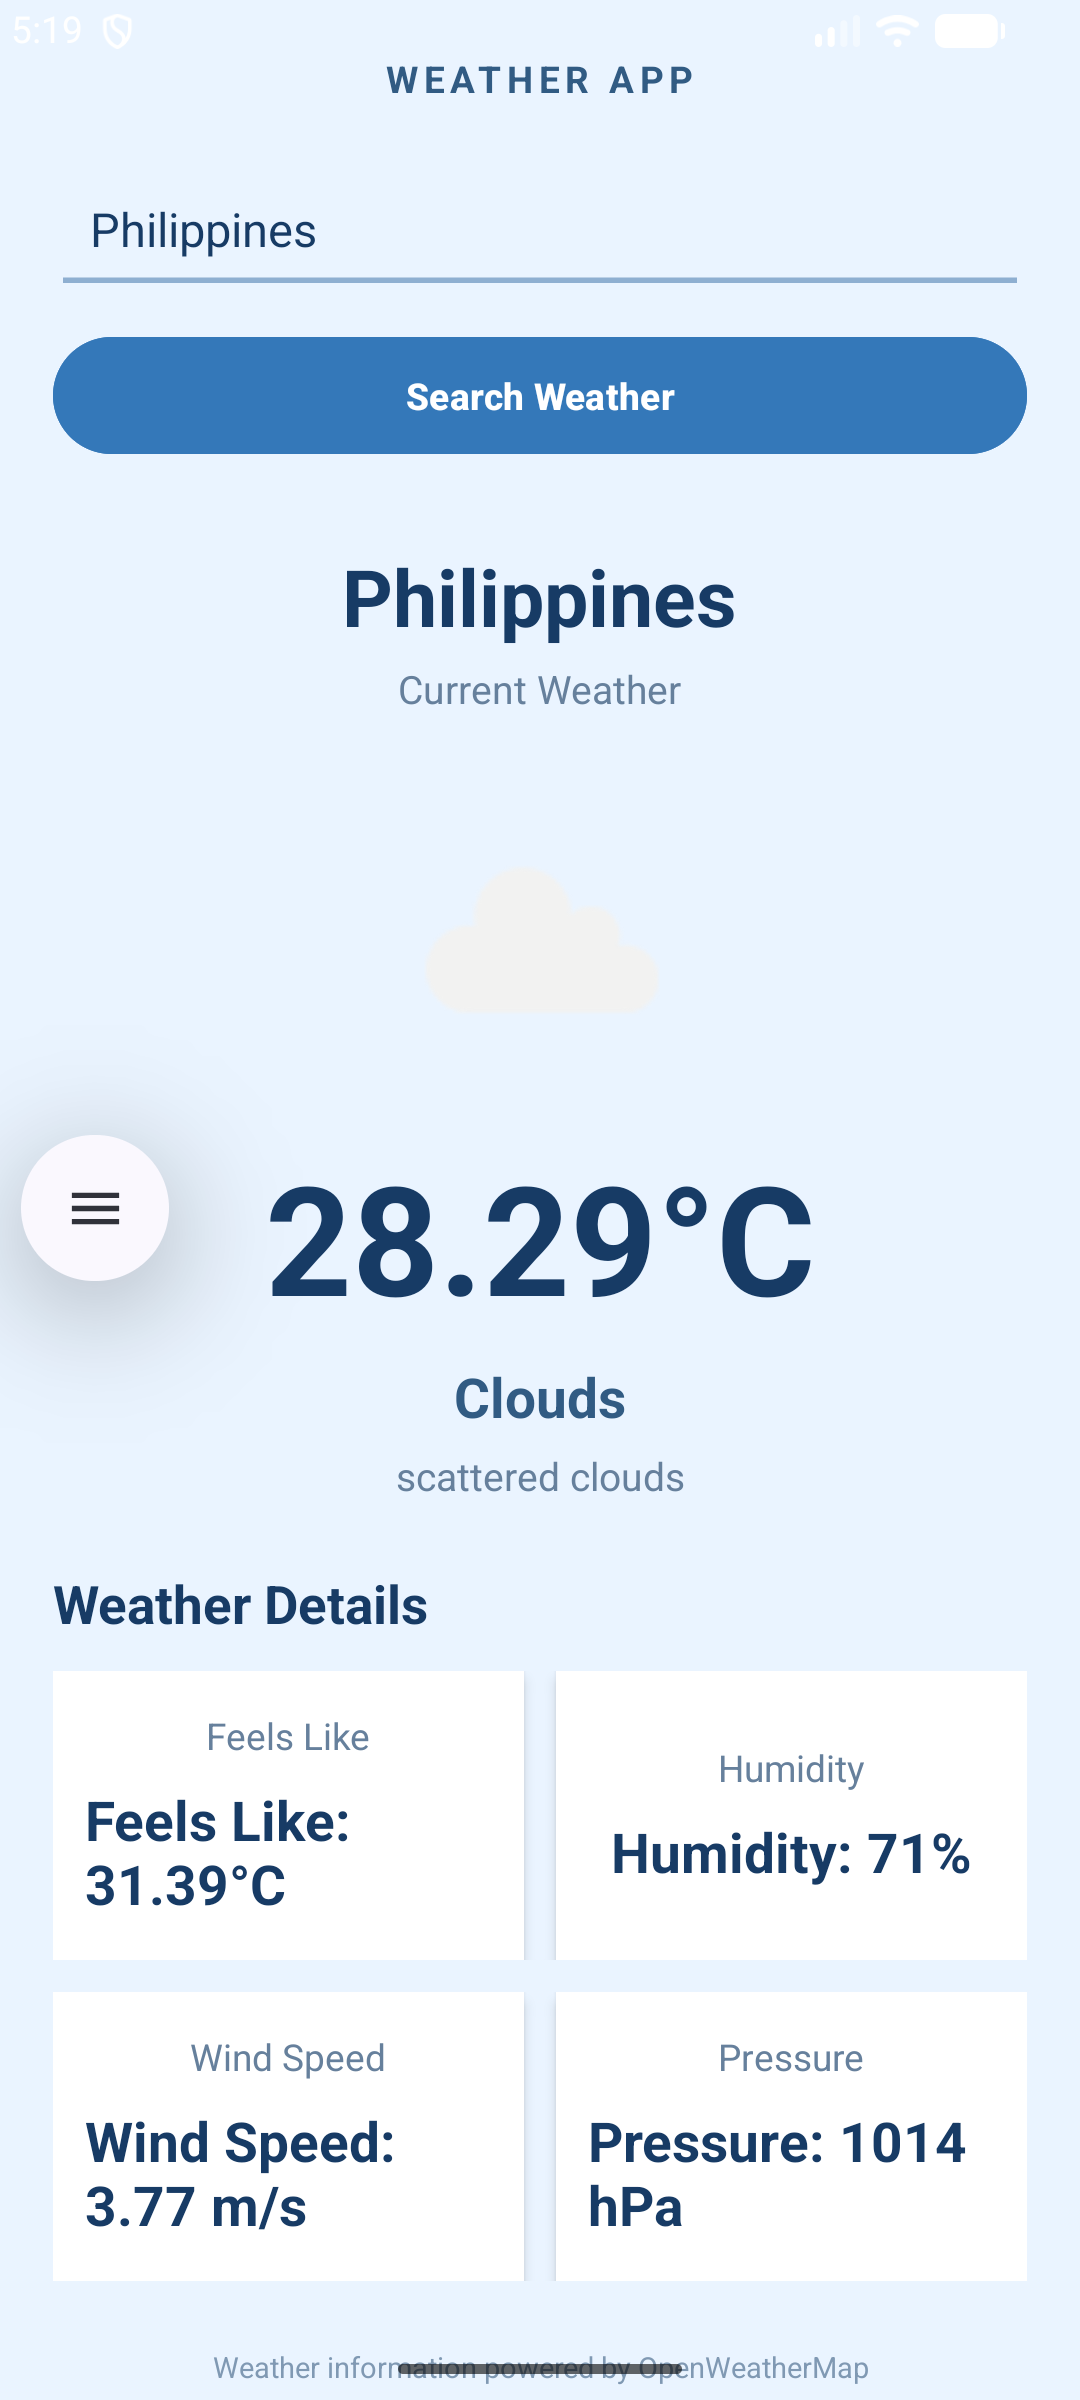 5:19
WEATHER APP
Philippines
Search Weather
Philippines
Current Weather
28.29°C
Clouds
scattered clouds
Weather Details
Feels Like
Feels Like:
31.39°C
Humidity
Humidity: 71%
Wind Speed
Wind Speed:
3.77 m/s
Pressure
Pressure: 1014
hPa
Weather information powered by OpenWeatherMap